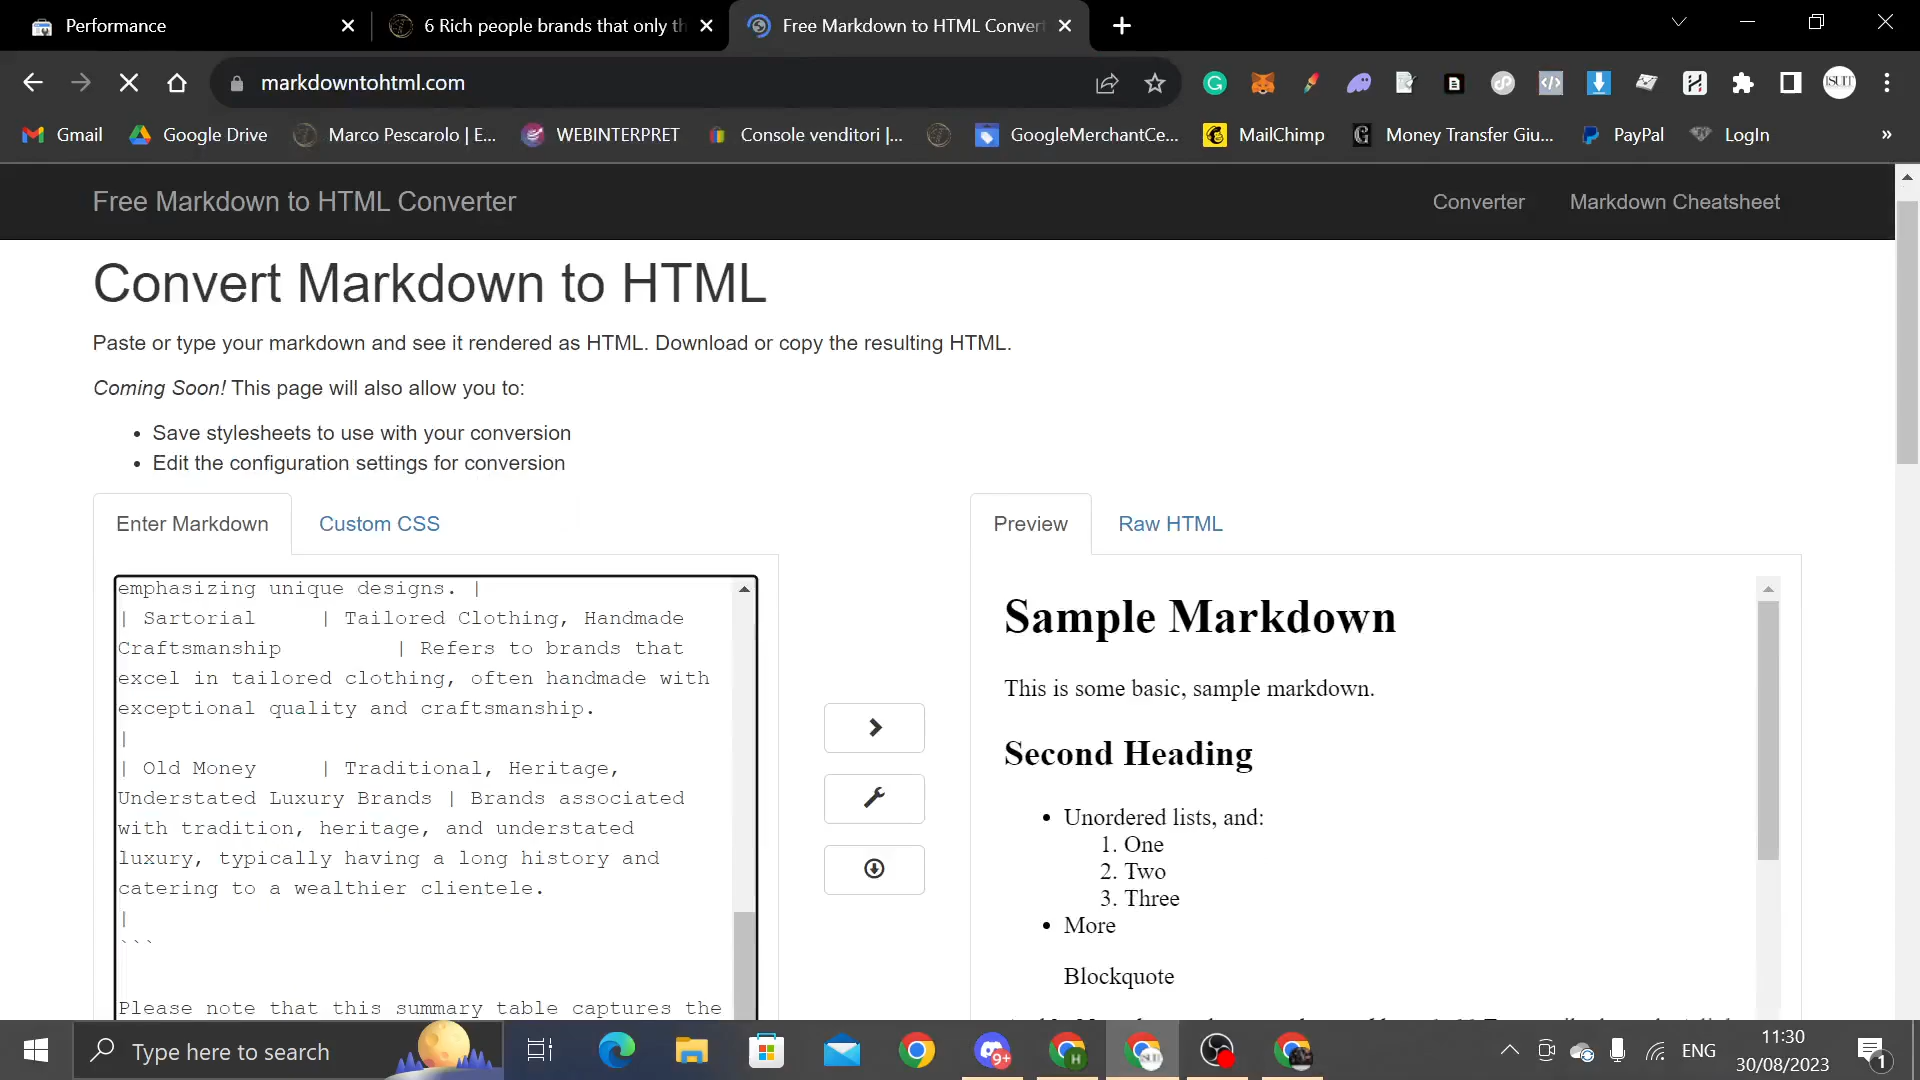 Performance
6 Rich people brands that only th
Free Markdown to HTML Convert
markdowntohtml.com
Gmail
Google Drive
Marco Pescarolo | E...
WEBINTERPRET
Console venditori |...
GoogleMerchantCe...
MailChimp
Money Transfer Giu...
PayPal
LogIn
»
Free Markdown to HTML Converter
Converter
Markdown Cheatsheet
Convert Markdown to HTML
Paste or type your markdown and see it rendered as HTML. Download or copy the resulting HTML.
Coming Soon! This page will also allow you to:
• Save stylesheets to use with your conversion
• Edit the configuration settings for conversion
Enter Markdown
Custom CSS
emphasizing unique designs. |
| Sartorial | Tailored Clothing, Handmade
Craftsmanship | Refers to brands that
excel in tailored clothing, often handmade with
exceptional quality and craftsmanship.
|
| Old Money | Traditional, Heritage,
Understated Luxury Brands | Brands associated
with tradition, heritage, and understated
luxury, typically having a long history and
catering to a wealthier clientele.
|
```
Please note that this summary table captures the
Preview
Raw HTML
Sample Markdown
This is some basic, sample markdown.
Second Heading
• Unordered lists, and:
1. One
2. Two
3. Three
• More
Blockquote
Type here to search
9+
ENG
11:30
30/08/2023
1